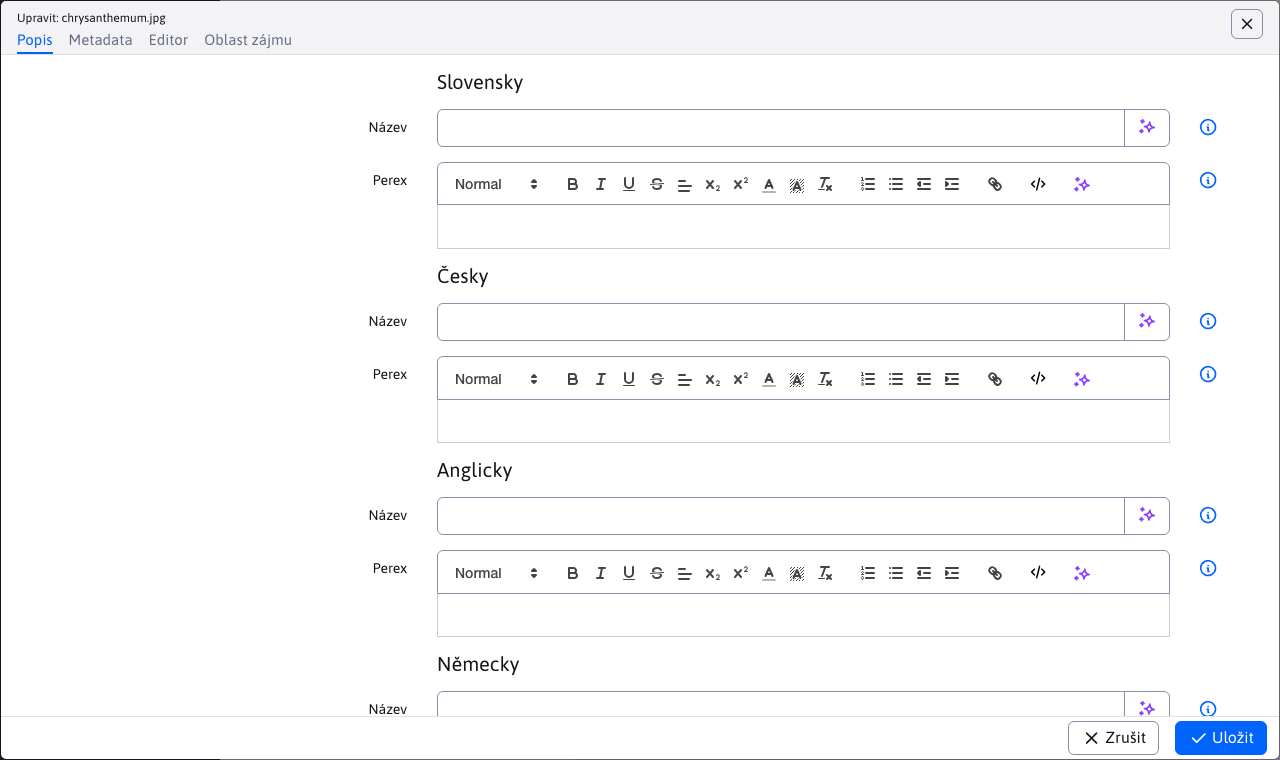 Upravit: chrysanthemum.jpg
Popis Metadata Editor Oblast zájmu
Slovensky
Název
Perex
Normal
Česky
Název
Perex
Normal
Anglicky
Název
Perex
Normal
Německy
Název
Zrušit Uložit